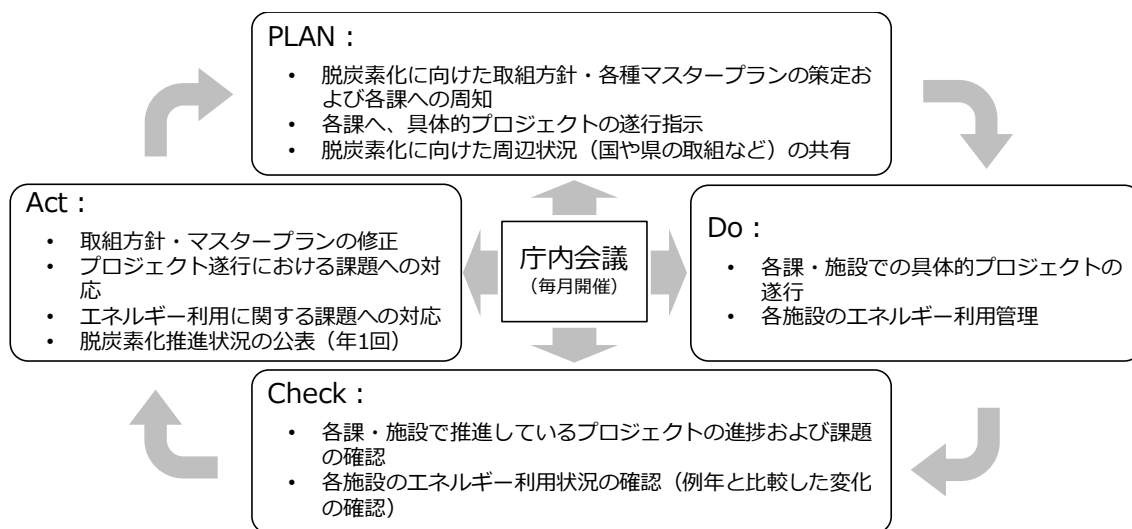 PLAN：
• 脱炭素化に向けた取組方針・各種マスタープランの策定お
よび各課への周知
• 各課へ、具体的プロジェクトの遂行指示
• 脱炭素化に向けた周辺状況（国や県の取組など）の共有
Act：
• 取組方針・マスタープランの修正
• プロジェクト遂行における課題への対
応
• エネルギー利用に関する課題への対応
• 脱炭素化推進状況の公表（年1回）
庁内会議
（毎月開催）
Do：
• 各課・施設での具体的プロジェクトの
遂行
• 各施設のエネルギー利用管理
Check：
• 各課・施設で推進しているプロジェクトの進捗および課題
の確認
• 各施設のエネルギー利用状況の確認（例年と比較した変化
の確認）